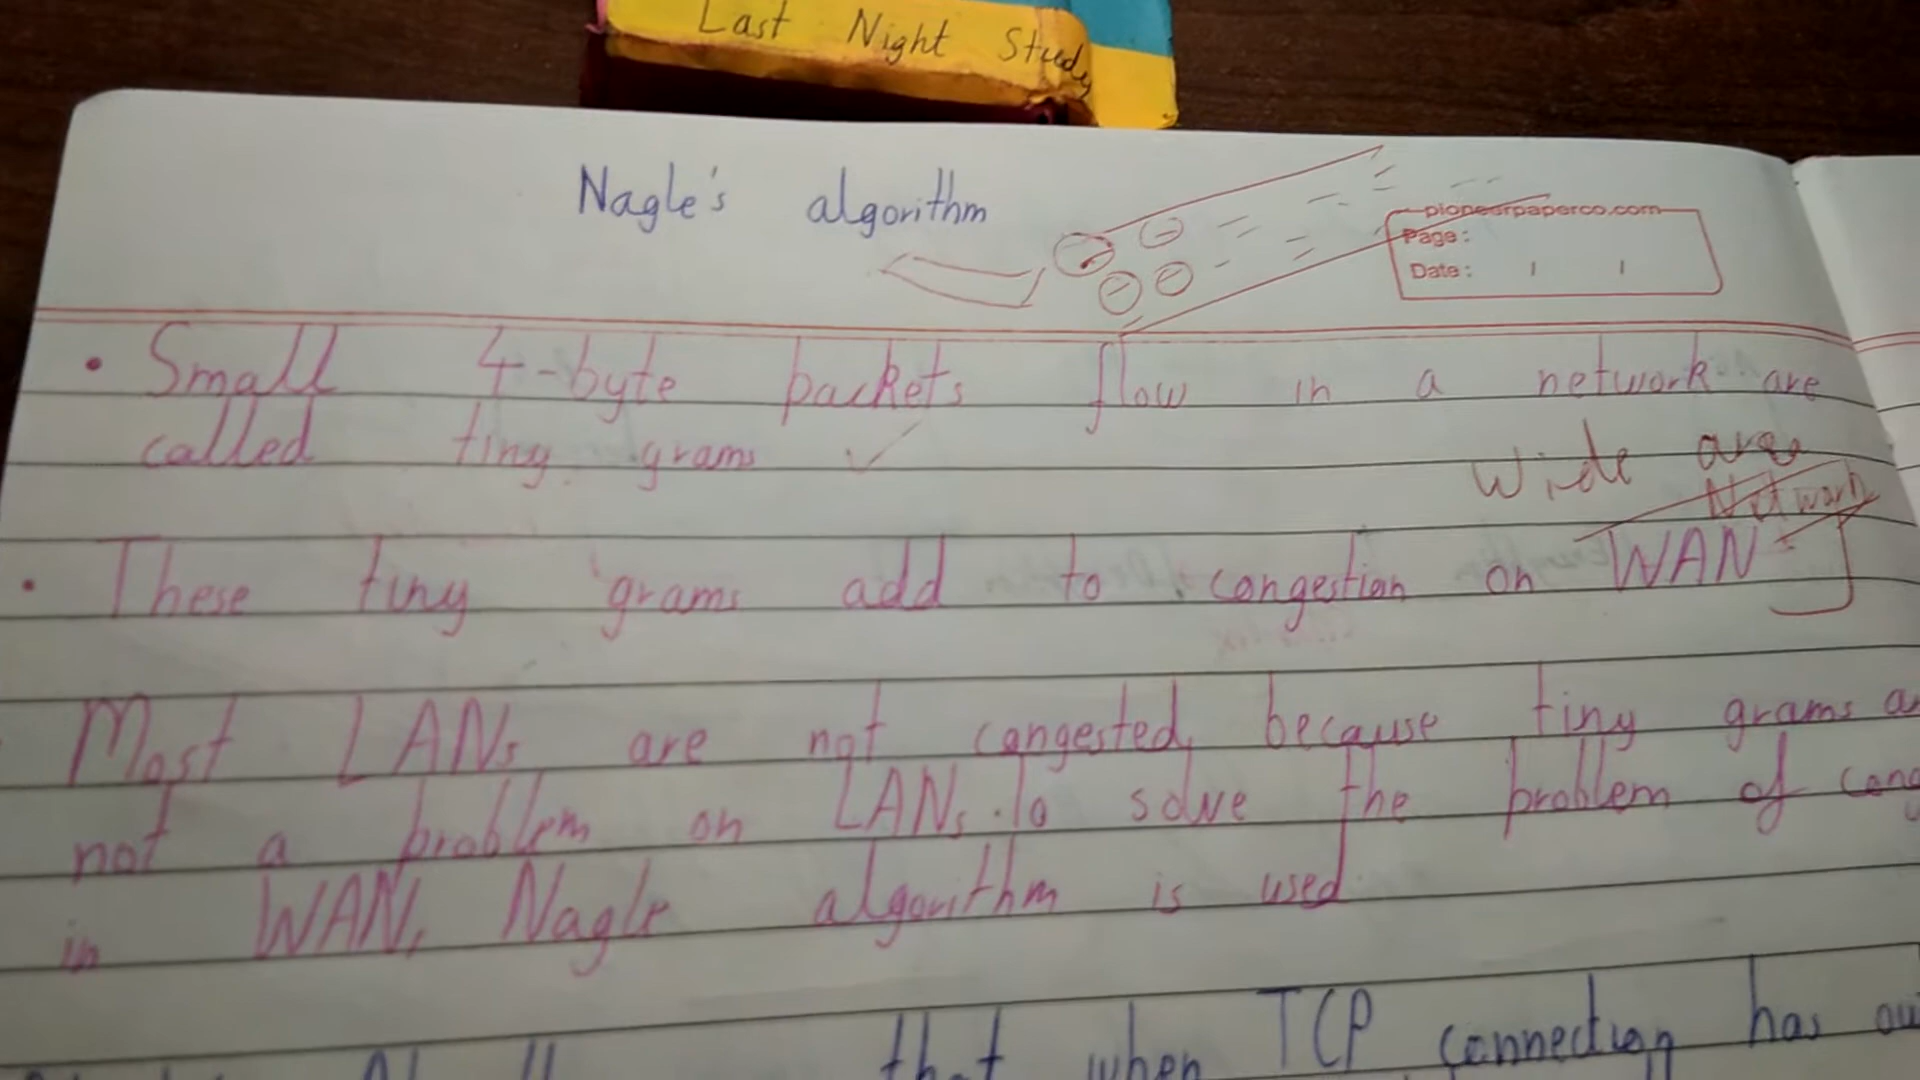 Last Night Study
Nagle's algorithm
pioneerpaperco.com
Page :
Date : / /
• Small 4-byte packets flow in a network are
called tiny grams ✓
Wide area
Network
• These tiny grams add to congestion on WAN
Most LANs are not congested, because tiny grams
not a problem on LANs. To solve the problem of
in WAN, Nagle algorithm is used
that when TCP connection has